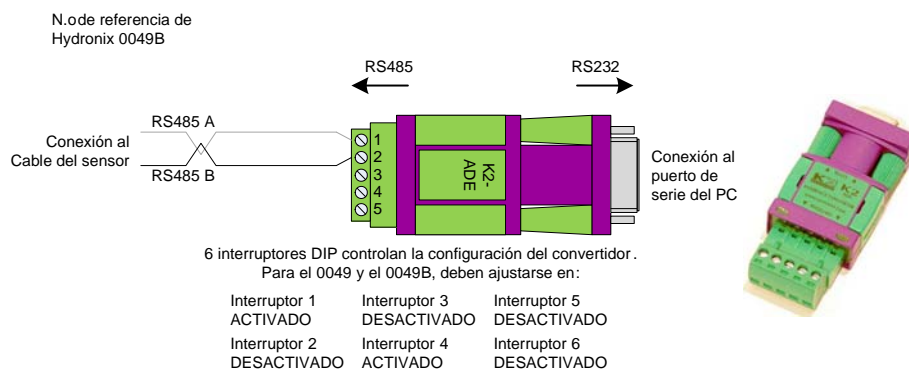 N.ode referencia de
Hydronix 0049B
RS485
RS232
RS485 A
Conexión al
Cable del sensor
RS485 B
1
2
3
4
5
K2-
ADE
Conexión al
puerto de
serie del PC
6 interruptores DIP controlan la configuración del convertidor.
Para el 0049 y el 0049B, deben ajustarse en:
Interruptor 1 Interruptor 3 Interruptor 5
ACTIVADO DESACTIVADO DESACTIVADO
Interruptor 2 Interruptor 4 Interruptor 6
DESACTIVADO ACTIVADO DESACTIVADO
K2